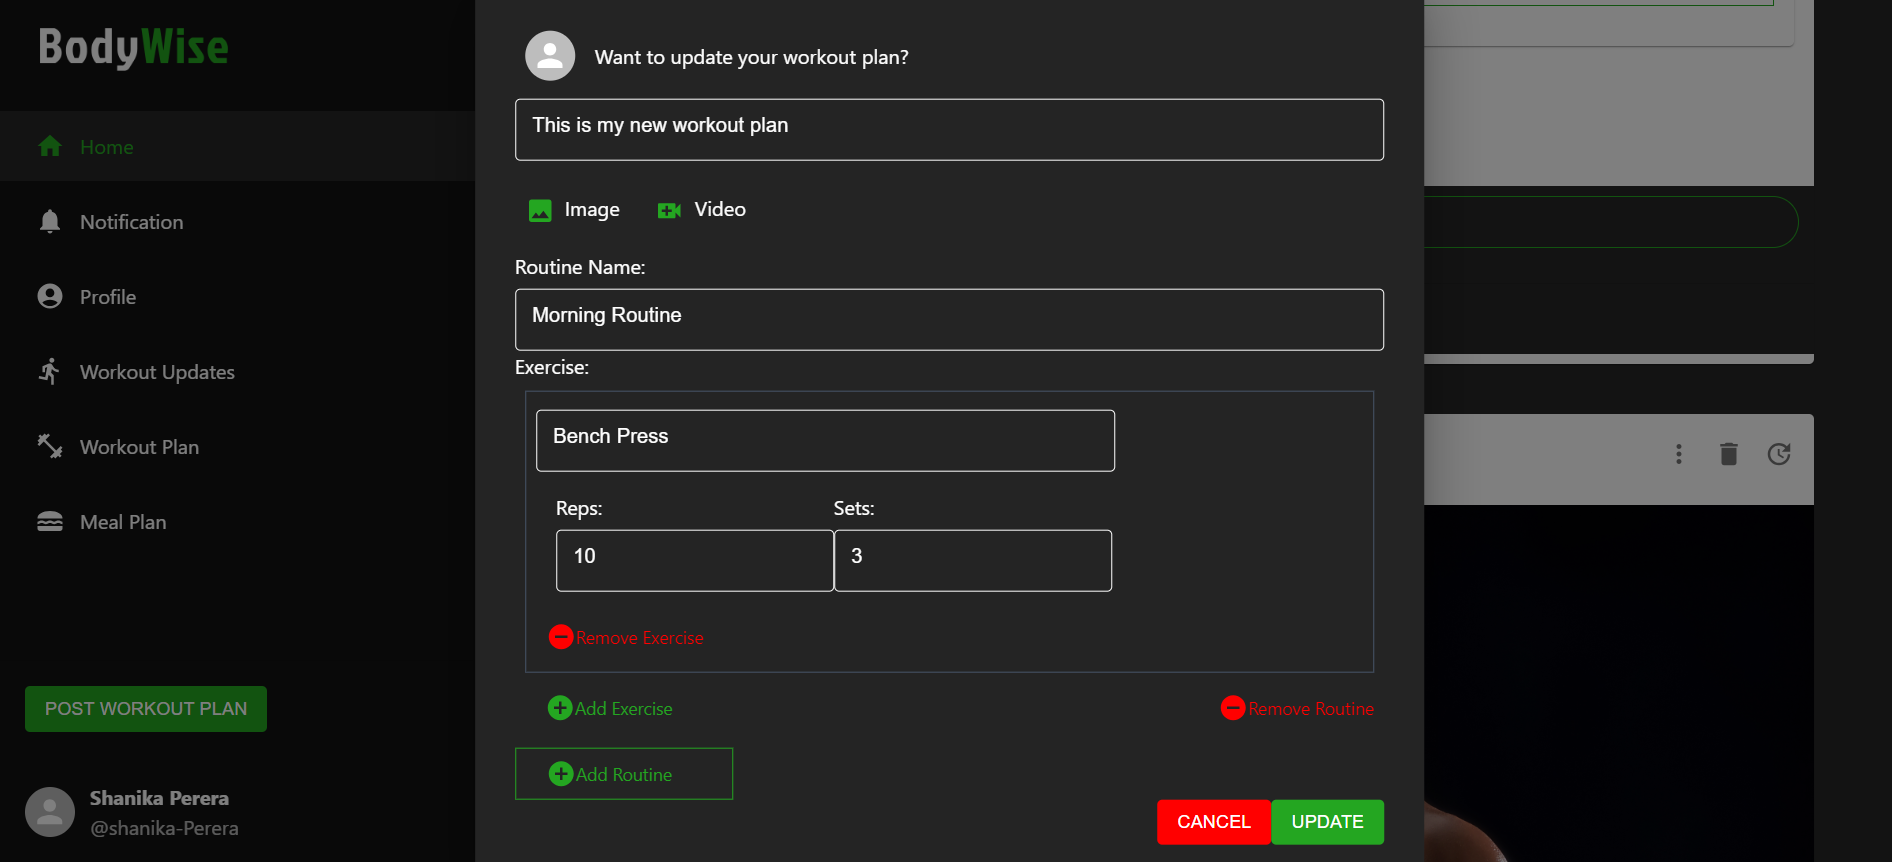 BodyWise
Home
Notification
Profile
Workout Updates
Workout Plan
Meal Plan
POST WORKOUT PLAN
Shanika Perera
@shanika-Perera
Want to update your workout plan?
This is my new workout plan
Image Video
Routine Name:
Morning Routine
Exercise:
Bench Press
Reps: Sets:
10 3
Remove Exercise
Add Exercise Remove Routine
Add Routine
CANCEL UPDATE